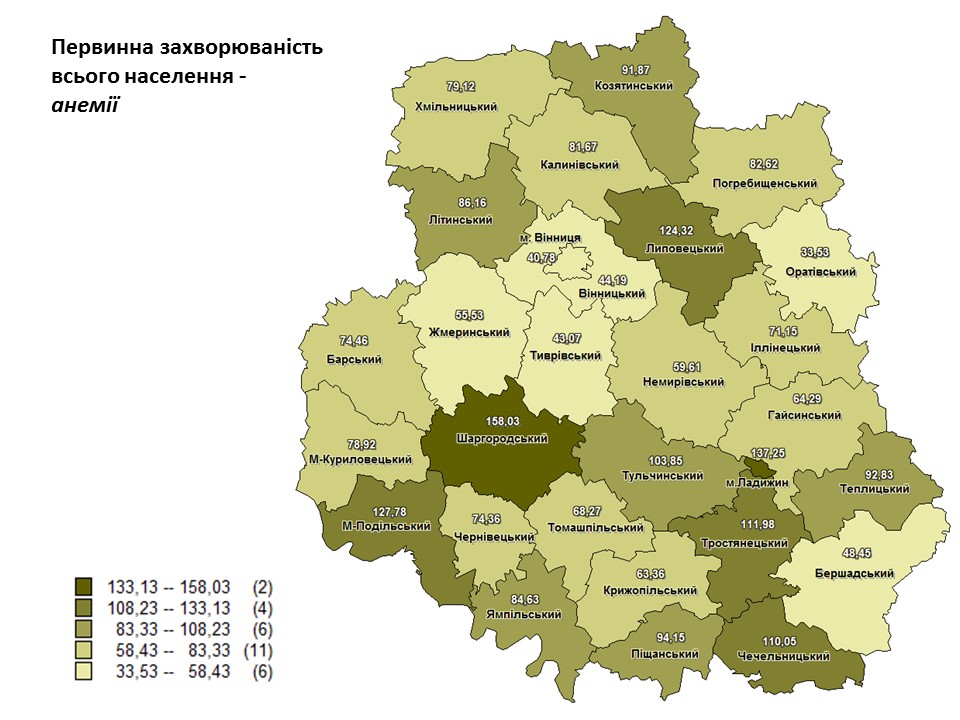 Первинна захворюваність
всього населення -
анемії
91,87
Козятинський
79,12
Хмільницький
81,67
Калинівський
82,62
Погребищенський
86,16
Літинський
124,32
Липовецький
м. Вінниця
40,78
33,53
Оратівський
44,19
Вінницький
55,53
Жмеринський
43,07
Тиврівський
71,15
Іллінецький
74,46
Барський
59,61
Немирівський
64,29
Гайсинський
158,03
Шаргородський
78,92
М-Куриловецький
103,85
Тульчинський
137,25
м.Ладижин
92,83
Теплицький
127,78
М-Подільський
74,36
Чернівецький
68,27
Томашпільський
111,98
Тростянецький
48,45
Бершадський
63,36
Крижопільський
84,63
Ямпільський
94,15
Піщанський
110,05
Чечельницький
133,13 -- 158,03 (2)
108,23 -- 133,13 (4)
83,33 -- 108,23 (6)
58,43 -- 83,33 (11)
33,53 -- 58,43 (6)